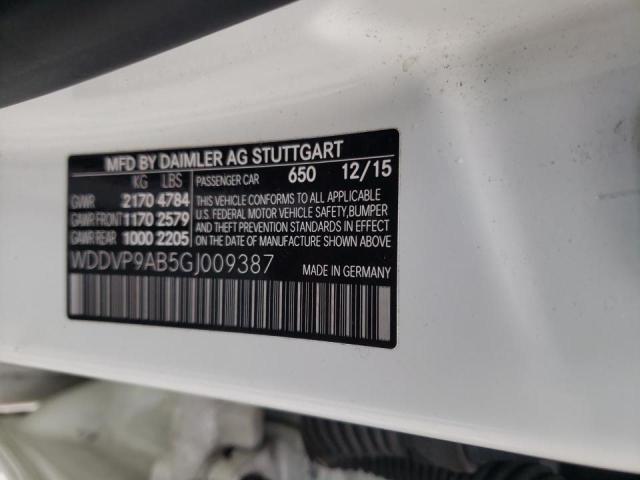 MFD BY DAIMLER AG STUTTGART
KG LBS
GWR 2170 4784
GAWR FRONT 1170 2579
GAWR REAR 1000 2205
PASSENGER CAR 650 12/15
THIS VEHICLE CONFORMS TO ALL APPLICABLE
U.S. FEDERAL MOTOR VEHICLE SAFETY, BUMPER
AND THEFT PREVENTION STANDARDS IN EFFECT
ON THE DATE OF MANUFACTURE SHOWN ABOVE
WDDVP9AB5GJ009387 MADE IN GERMANY